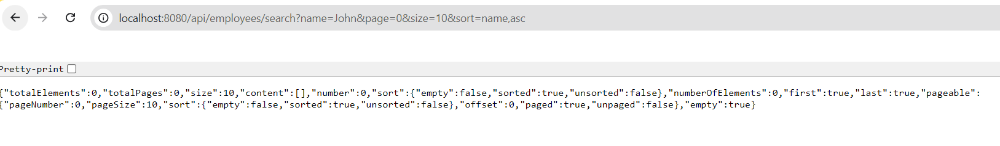 localhost:8080/api/employees/search?name=John&page=0&size=10&sort=name,asc
Pretty-print
{"totalElements":0,"totalPages":0,"size":10,"content":[],"number":0,"sort":{"empty":false,"sorted":true,"unsorted":false},"numberOfElements":0,"first":true,"last":true,"pageable":
{"pageNumber":0,"pageSize":10,"sort":{"empty":false,"sorted":true,"unsorted":false},"offset":0,"paged":true,"unpaged":false},"empty":true}